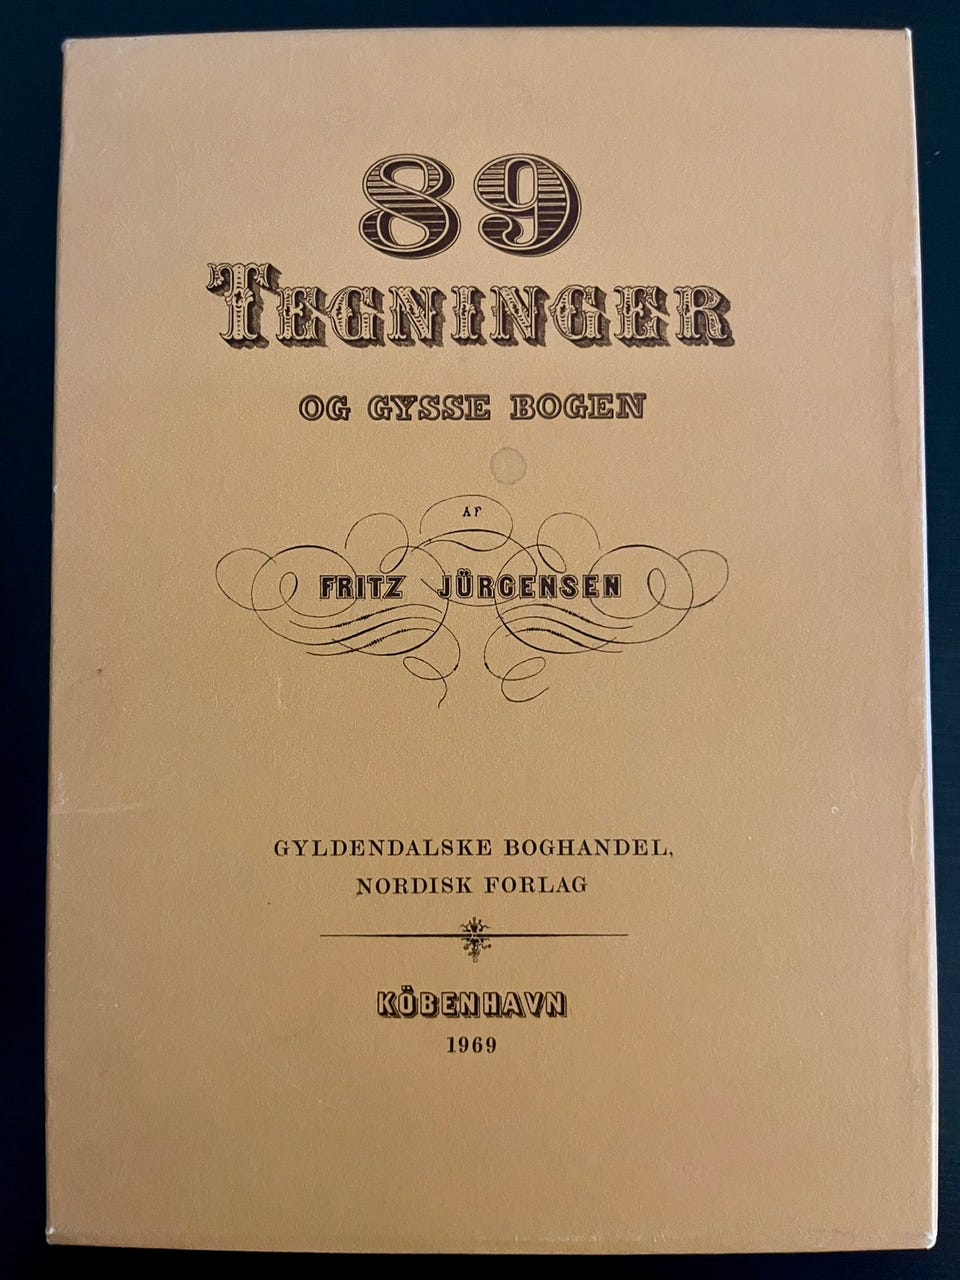 89
TEGNINGER
OG GYSSE BOGEN
AF
FRITZ JÜRGENSEN
GYLDENDALSKE BOGHANDEL,
NORDISK FORLAG
KÖBENHAVN
1969